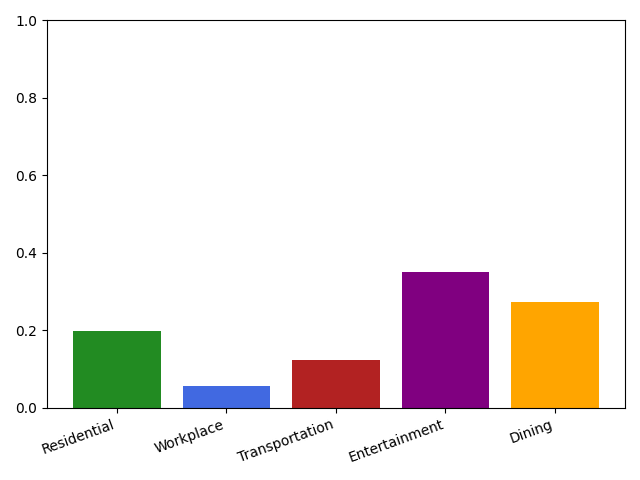 1.0
0.8
0.6
0.4
0.2
0.0
Residential
Workplace
Transportation
Entertainment
Dining